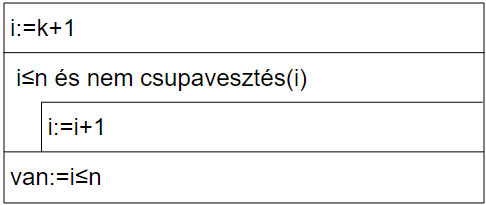 i:=k+1
i≤n és nem csupavesztés(i)
i:=i+1
van:=i≤n